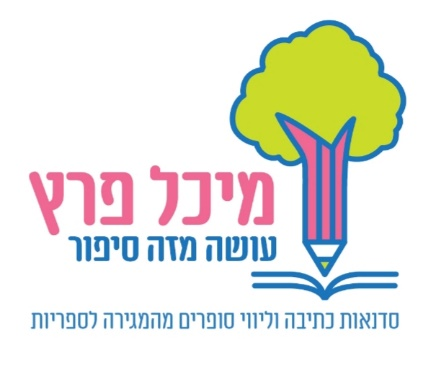 מיכל פרץ
עושה מזה סיפור
סדנאות כתיבה וליווי סופרים מהמגירה לספריות